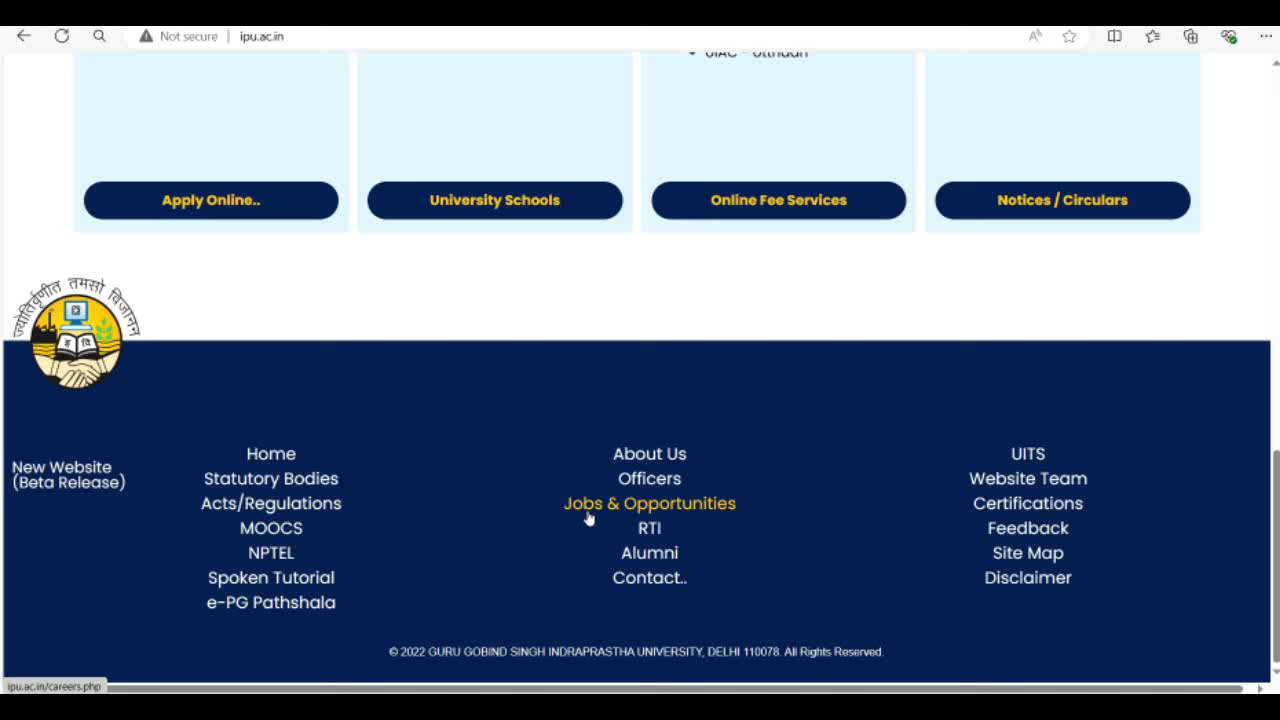 Not secure
ipu.ac.in
UIAC - Utthaan
Apply Online..
University Schools
Online Fee Services
Notices / Circulars
ज्योतिर्वृणीत तमसो विजानन
New Website
(Beta Release)
Home
Statutory Bodies
Acts/Regulations
MOOCS
NPTEL
Spoken Tutorial
e-PG Pathshala
About Us
Officers
Jobs & Opportunities
RTI
Alumni
Contact..
UITS
Website Team
Certifications
Feedback
Site Map
Disclaimer
© 2022 GURU GOBIND SINGH INDRAPRASTHA UNIVERSITY, DELHI 110078. All Rights Reserved.
ipu.ac.in/careers.php